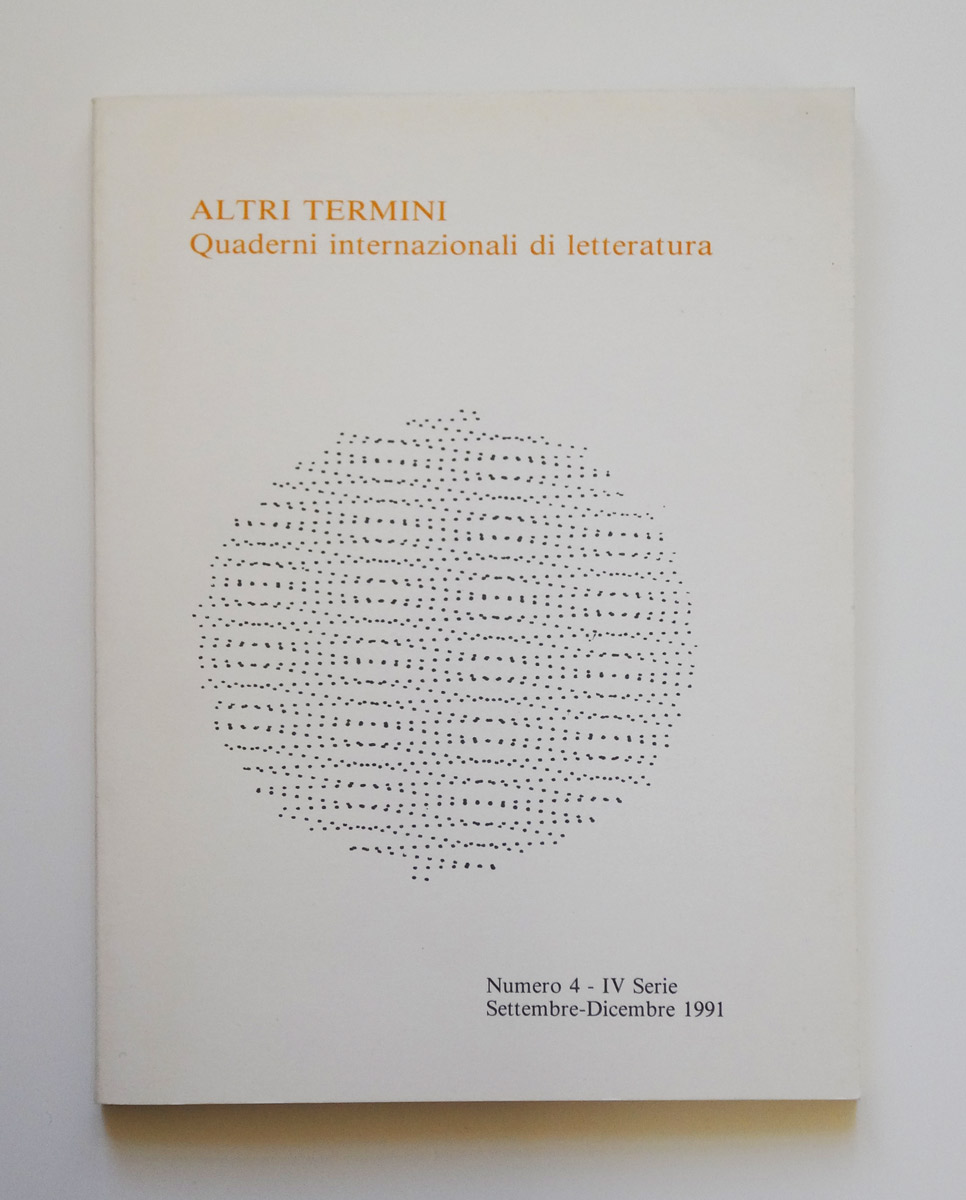 ALTRI TERMINI
Quaderni internazionali di letteratura
Numero 4 - IV Serie
Settembre-Dicembre 1991